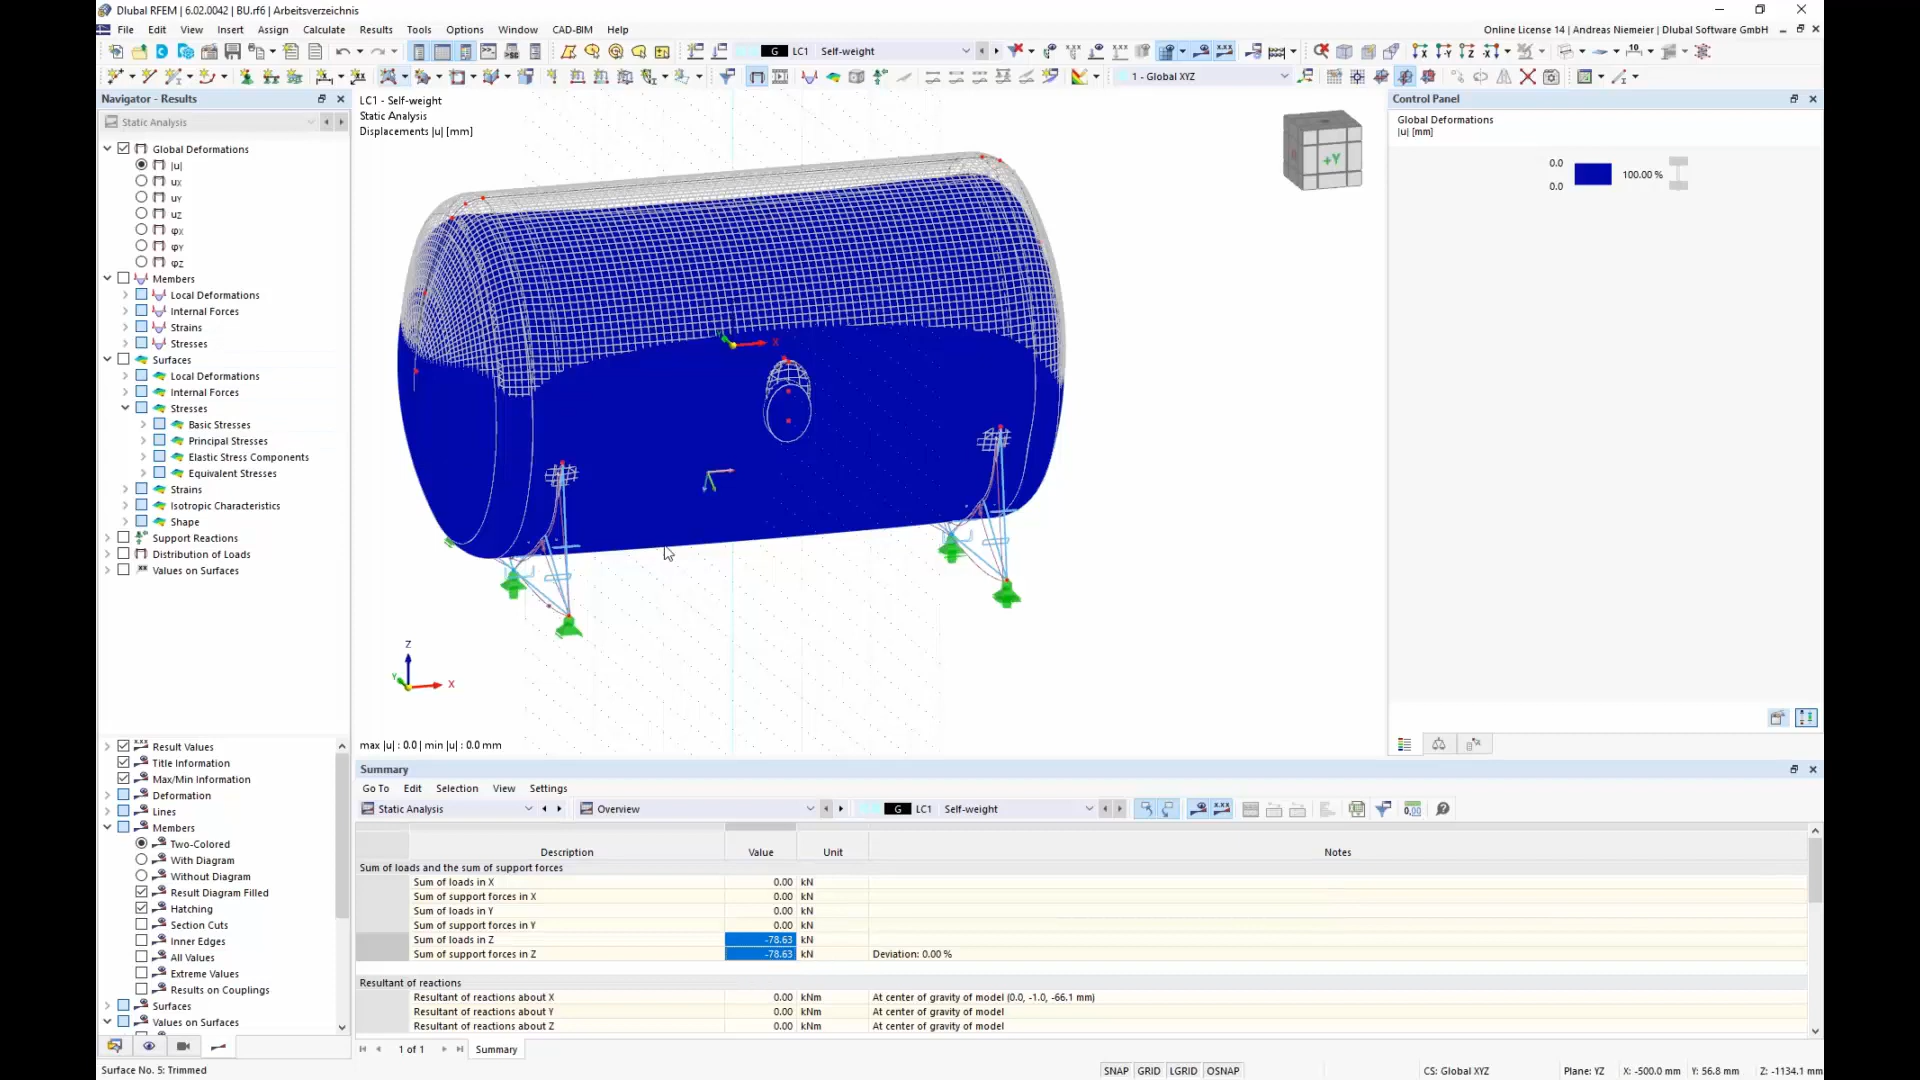 Dlubal RFEM | 6.02.0042 | BU.rf6 | Arbeitsverzeichnis
File Edit View Insert Assign Calculate Results Tools Options Window CAD-BIM Help
Online License 14 | Andreas Niemeier | Dlubal Software GmbH
G LC1 Self-weight
1 - Global XYZ
Navigator - Results
Static Analysis
Global Deformations
|u|
uX
uY
uZ
φX
φY
φZ
Members
Local Deformations
Internal Forces
Strains
Stresses
Surfaces
Local Deformations
Internal Forces
Stresses
Basic Stresses
Principal Stresses
Elastic Stress Components
Equivalent Stresses
Strains
Isotropic Characteristics
Shape
Support Reactions
Distribution of Loads
Values on Surfaces
Result Values
Title Information
Max/Min Information
Deformation
Lines
Members
Two-Colored
With Diagram
Without Diagram
Result Diagram Filled
Hatching
Section Cuts
Inner Edges
All Values
Extreme Values
Results on Couplings
Surfaces
Values on Surfaces
LC1 - Self-weight
Static Analysis
Displacements |u| [mm]
+Y
X
Z
Y
X
max |u| : 0.0 | min |u| : 0.0 mm
Control Panel
Global Deformations
|u| [mm]
0.0
100.00 %
0.0
Summary
Go To Edit Selection View Settings
Static Analysis Overview G LC1 Self-weight
Description Value Unit Notes
Sum of loads and the sum of support forces
Sum of loads in X 0.00 kN
Sum of support forces in X 0.00 kN
Sum of loads in Y 0.00 kN
Sum of support forces in Y 0.00 kN
Sum of loads in Z -78.63 kN
Sum of support forces in Z -78.63 kN Deviation: 0.00 %
Resultant of reactions
Resultant of reactions about X 0.00 kNm At center of gravity of model (0.0, -1.0, -66.1 mm)
Resultant of reactions about Y 0.00 kNm At center of gravity of model
Resultant of reactions about Z 0.00 kNm At center of gravity of model
1 of 1 Summary
Surface No. 5: Trimmed
SNAP GRID LGRID OSNAP CS: Global XYZ Plane: YZ X: -500.0 mm Y: 56.8 mm Z: -1134.1 mm